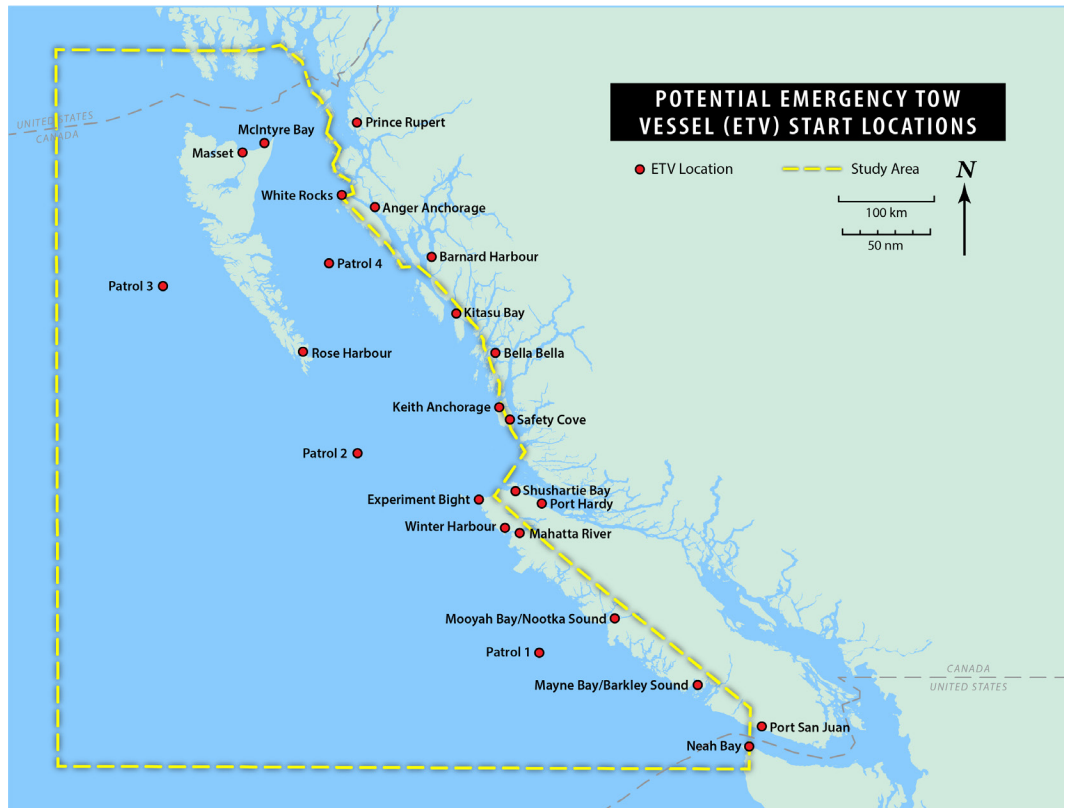 POTENTIAL EMERGENCY TOW
VESSEL (ETV) START LOCATIONS
ETV Location
Study Area
N
100 km
50 nm
UNITED STATES
CANADA
McIntyre Bay
Masset
Prince Rupert
White Rocks
Anger Anchorage
Barnard Harbour
Patrol 4
Patrol 3
Kitasu Bay
Rose Harbour
Bella Bella
Keith Anchorage
Safety Cove
Patrol 2
Shushartie Bay
Experiment Bight
Port Hardy
Winter Harbour
Mahatta River
Mooyah Bay/Nootka Sound
Patrol 1
Mayne Bay/Barkley Sound
CANADA
UNITED STATES
Port San Juan
Neah Bay